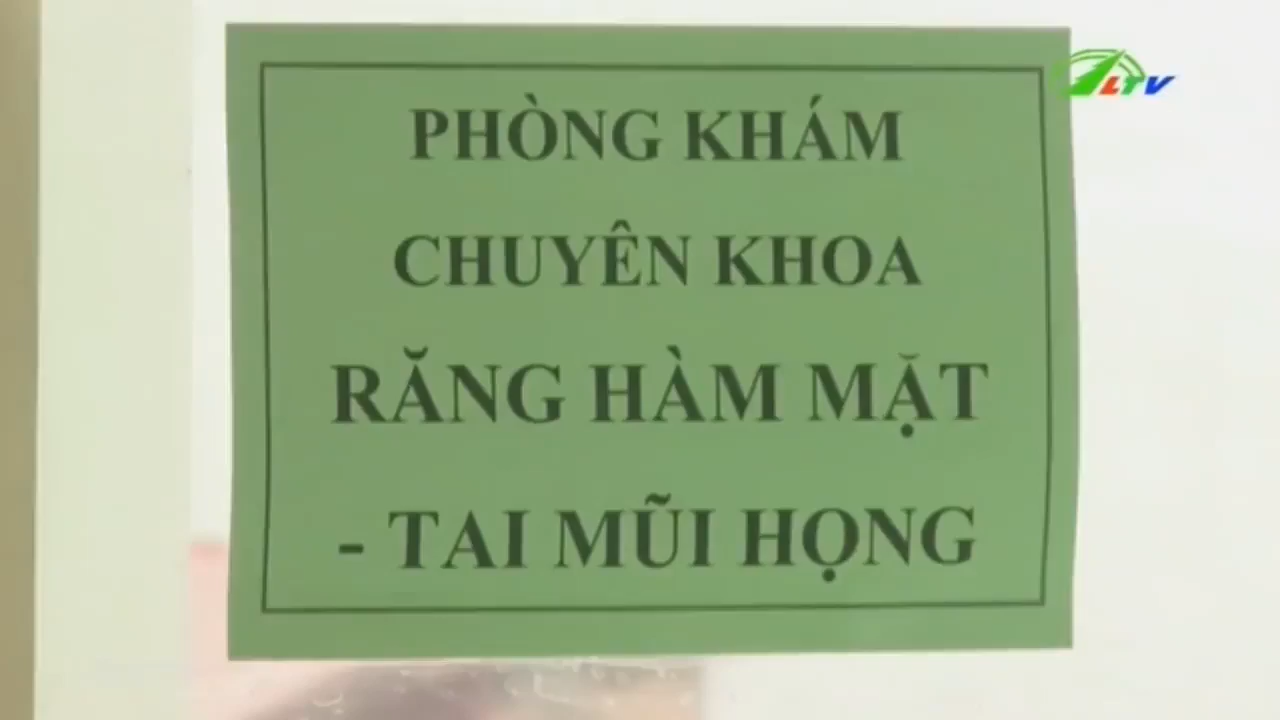 LTV
PHÒNG KHÁM
CHUYÊN KHOA
RĂNG HÀM MẶT
- TAI MŨI HỌNG